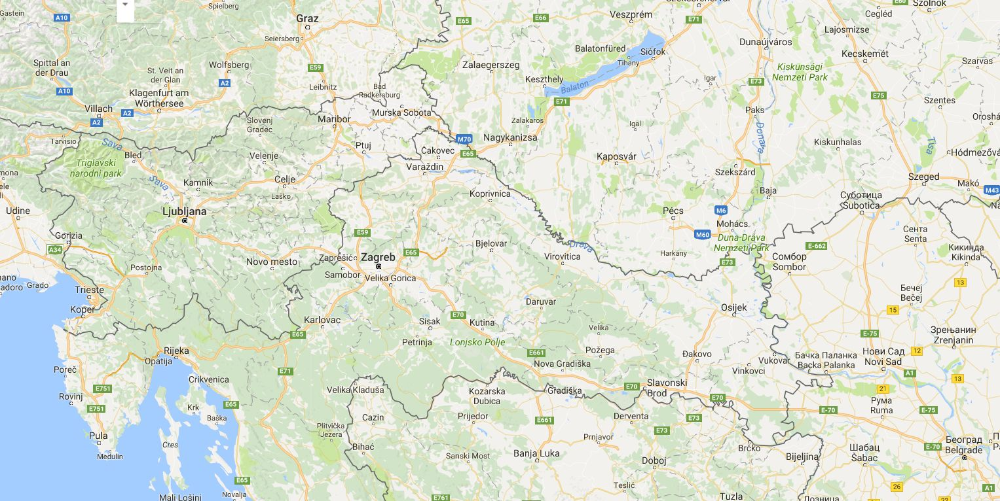 Gastein
A10
Spielberg
Graz
E65
E66
Veszprém
E71
E60
Cegléd
Szolnok
Seiersberg
Lajosmizse
Spittal an
der Drau
Wolfsberg
E59
Zalaegerszeg
Balatonfüred
Siófok
Tihany
Dunaújváros
Kecskemét
Szarvas
St. Veit an
der Glan
A2
Leibnitz
Bad
Radkersburg
Keszthely
Balaton
Igar
E73
Kiskunsági
Nemzeti Park
A10
Klagenfurt am
Wörthersee
E71
E75
Szentes
Villach
A2
A2
Maribor
Murska Sobota
Paks
Slovenj
Gradec
Zalakaros
Igal
Duna
Tarvisio
Sava
Bled
Ptuj
M70
Nagykanizsa
Kiskunhalas
Tisa
Triglavski
narodni park
Velenje
Čakovec
E65
Kaposvár
Varaždin
Szekszárd
Szeged
Sava
Kamnik
Celje
Laško
Koprivnica
Baja
Makó
M43
Суботица
Subotica
Udine
Ljubljana
Pécs
M6
Mohács
Gorizia
E59
M60
Duna-Dráva
Nemzeti Park
Сента
Senta
A34
Bjelovar
Dráva
E-662
Кикинда
Kikinda
Postojna
Novo mesto
Zaprešić
Zagreb
E65
Virovitica
Harkány
E73
Сомбор
Sombor
Samobor
Velika Gorica
Grado
Trieste
13
Бечеј
Bečej
Koper
Daruvar
Osijek
15
Karlovac
Sisak
E70
Kutina
Velika
E65
E-75
Зрењанин
Zrenjanin
Petrinja
Lonjsko Polje
Rijeka
Opatija
E661
Požega
Đakovo
Vukovar
Бачка Паланка
Backa Palanka
Нови Сад
Novi Sad
12
Poreč
E71
Nova Gradiška
Vinkovci
A1
Crikvenica
13
E751
Velika Kladuša
Kozarska
Dubica
Gradiška
E70
Slavonski
Brod
21
Rovinj
Krk
E65
E70
Рума
Ruma
E751
Baška
Cazin
Prijedor
E661
Derventa
E73
E-70
E-75
Plitvička
Jezera
E73
Pula
Cres
Prnjavor
Београд
Belgrade
Medulin
Bihać
Sanski Most
Banja Luka
Brčko
Bijeljina
Шабац
Šabac
E-70
Doboj
E65
Teslić
26
A1
Mali Lošinj
Novalja
E761
Tuzla
Лозница
22